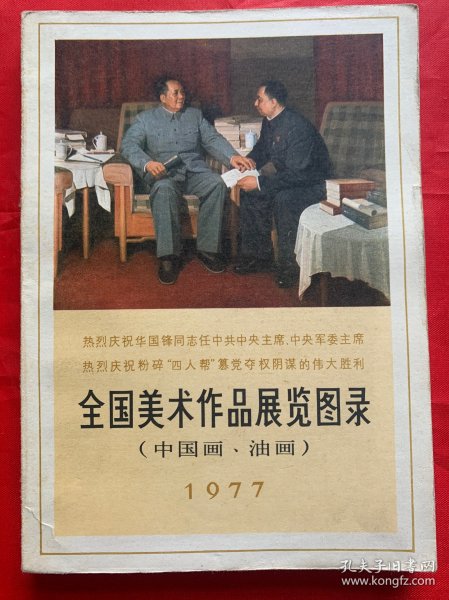 热烈庆祝华国锋同志任中共中央主席、中央军委主席
热烈庆祝粉碎“四人帮”篡党夺权阴谋的伟大胜利
全国美术作品展览图录
(中国画、油画)
1977
孔夫子旧书网
www.kongfz.com